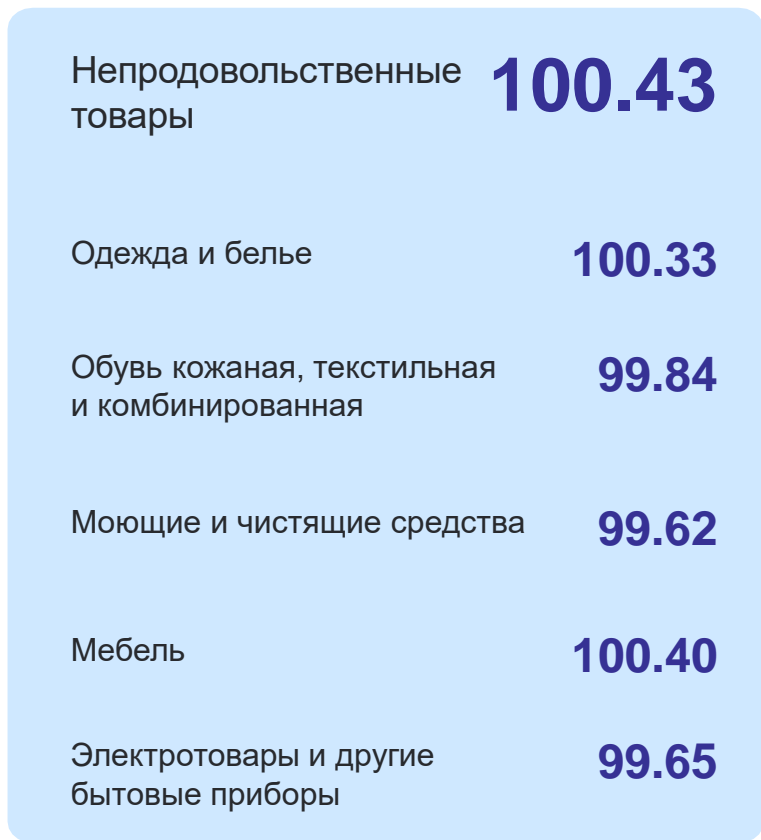 Непродовольственные 100.43
товары
Одежда и белье 100.33
Обувь кожаная, текстильная 99.84
и комбинированная
Моющие и чистящие средства 99.62
Мебель 100.40
Электротовары и другие 99.65
бытовые приборы